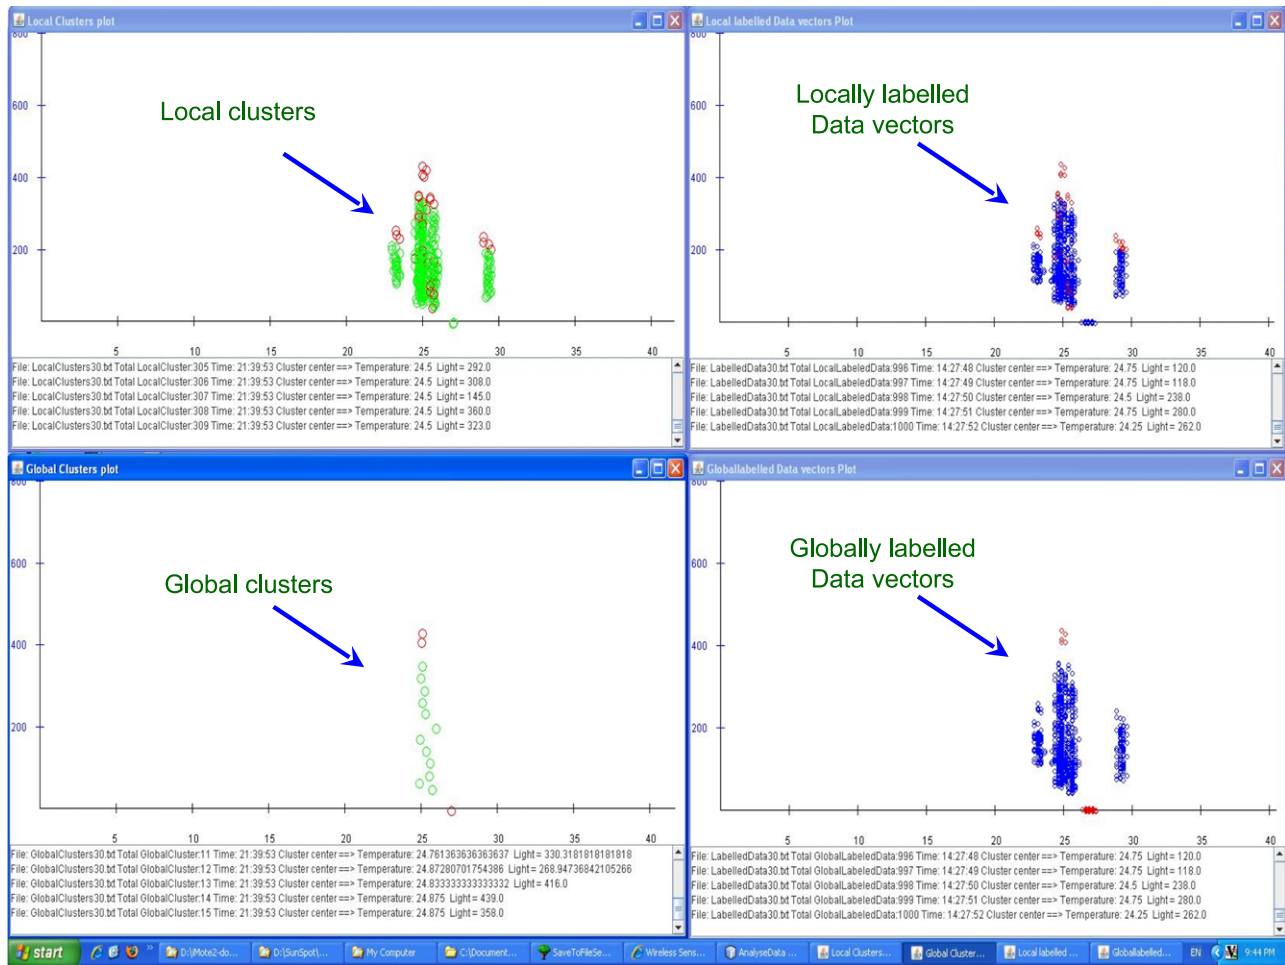 Local Clusters plot
800
600
400
200
5 10 15 20 25 30 35 40
Local clusters
File: LocalClusters30.txt Total LocalCluster:305 Time: 21:39:53 Cluster center ==> Temperature: 24.5 Light = 292.0
File: LocalClusters30.txt Total LocalCluster:306 Time: 21:39:53 Cluster center ==> Temperature: 24.5 Light = 308.0
File: LocalClusters30.txt Total LocalCluster:307 Time: 21:39:53 Cluster center ==> Temperature: 24.5 Light = 145.0
File: LocalClusters30.txt Total LocalCluster:308 Time: 21:39:53 Cluster center ==> Temperature: 24.5 Light = 360.0
File: LocalClusters30.txt Total LocalCluster:309 Time: 21:39:53 Cluster center ==> Temperature: 24.5 Light = 323.0
Local labelled Data vectors Plot
800
600
400
200
5 10 15 20 25 30 35 40
Locally labelled
Data vectors
File: LabelledData30.txt Total LocalLabeledData:996 Time: 14:27:48 Cluster center ==> Temperature: 24.75 Light = 120.0
File: LabelledData30.txt Total LocalLabeledData:997 Time: 14:27:49 Cluster center ==> Temperature: 24.75 Light = 118.0
File: LabelledData30.txt Total LocalLabeledData:998 Time: 14:27:50 Cluster center ==> Temperature: 24.5 Light = 238.0
File: LabelledData30.txt Total LocalLabeledData:999 Time: 14:27:51 Cluster center ==> Temperature: 24.75 Light = 280.0
File: LabelledData30.txt Total LocalLabeledData:1000 Time: 14:27:52 Cluster center ==> Temperature: 24.25 Light = 262.0
Global Clusters plot
800
600
400
200
5 10 15 20 25 30 35 40
Global clusters
File: GlobalClusters30.txt Total GlobalCluster:11 Time: 21:39:53 Cluster center ==> Temperature: 24.761363636363637 Light = 330.3181818181818
File: GlobalClusters30.txt Total GlobalCluster:12 Time: 21:39:53 Cluster center ==> Temperature: 24.87280701754386 Light = 268.94736842105266
File: GlobalClusters30.txt Total GlobalCluster:13 Time: 21:39:53 Cluster center ==> Temperature: 24.833333333333332 Light = 416.0
File: GlobalClusters30.txt Total GlobalCluster:14 Time: 21:39:53 Cluster center ==> Temperature: 24.875 Light = 439.0
File: GlobalClusters30.txt Total GlobalCluster:15 Time: 21:39:53 Cluster center ==> Temperature: 24.875 Light = 358.0
Globallabelled Data vectors Plot
800
600
400
200
5 10 15 20 25 30 35 40
Globally labelled
Data vectors
File: LabelledData30.txt Total GlobalLabeledData:996 Time: 14:27:48 Cluster center ==> Temperature: 24.75 Light = 120.0
File: LabelledData30.txt Total GlobalLabeledData:997 Time: 14:27:49 Cluster center ==> Temperature: 24.75 Light = 118.0
File: LabelledData30.txt Total GlobalLabeledData:998 Time: 14:27:50 Cluster center ==> Temperature: 24.5 Light = 238.0
File: LabelledData30.txt Total GlobalLabeledData:999 Time: 14:27:51 Cluster center ==> Temperature: 24.75 Light = 280.0
File: LabelledData30.txt Total GlobalLabeledData:1000 Time: 14:27:52 Cluster center ==> Temperature: 24.25 Light = 262.0
start » D:\iMote2-do... D:\SunSpot\... My Computer C:\Document... SaveToFileSe... Wireless Sens... AnalyseData ... Local Clusters... Global Cluster... Local labelled ... Globallabelled... EN 9:44 PM